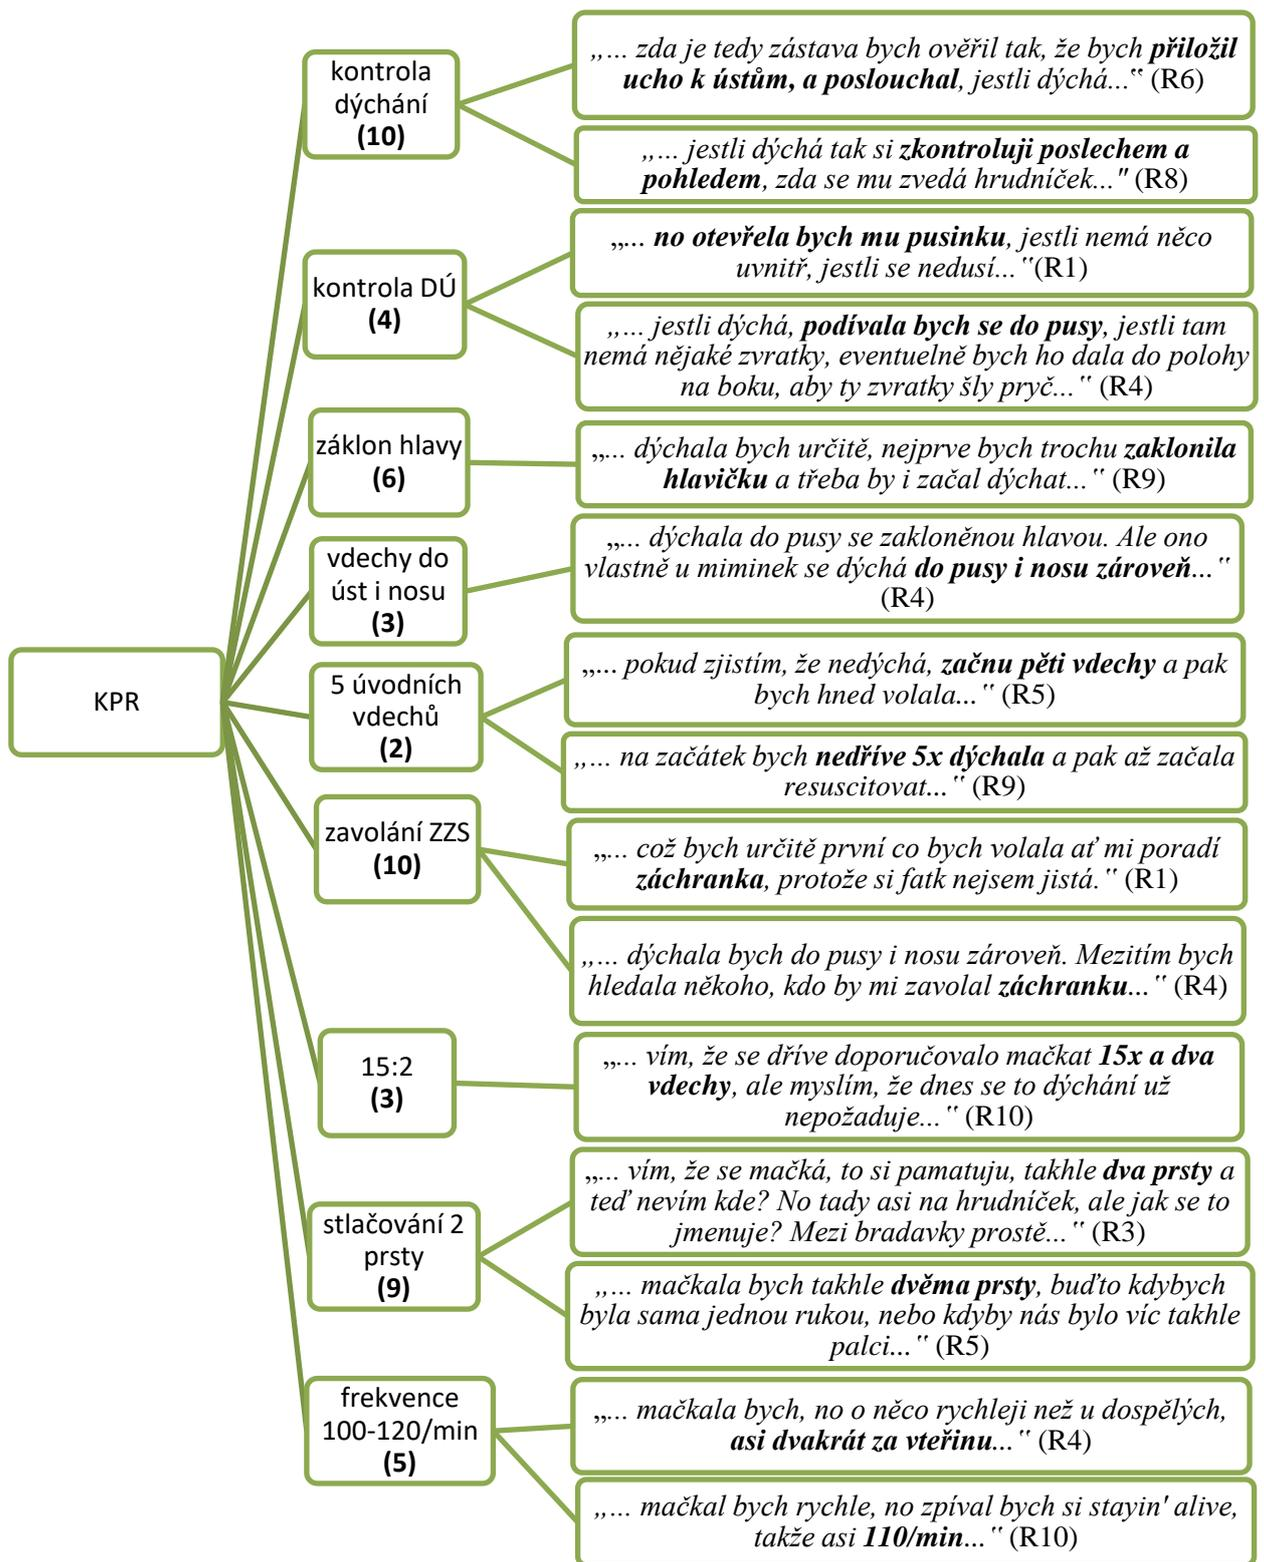 KPR
kontrola
dýchání
(10)
„... zda je tedy zástava bych ověřil tak, že bych přiložil
ucho k ústům, a poslouchal, jestli dýchá...‟ (R6)
„... jestli dýchá tak si zkontroluji poslechem a
pohledem, zda se mu zvedá hrudníček..." (R8)
kontrola DÚ
(4)
„... no otevřela bych mu pusinku, jestli nemá něco
uvnitř, jestli se nedusí...‟(R1)
„... jestli dýchá, podívala bych se do pusy, jestli tam
nemá nějaké zvratky, eventuelně bych ho dala do polohy
na boku, aby ty zvratky šly pryč...‟ (R4)
záklon hlavy
(6)
„... dýchala bych určitě, nejprve bych trochu zaklonila
hlavičku a třeba by i začal dýchat...‟ (R9)
vdechy do
úst i nosu
(3)
„... dýchala do pusy se zakloněnou hlavou. Ale ono
vlastně u miminek se dýchá do pusy i nosu zároveň...‟
(R4)
5 úvodních
vdechů
(2)
„... pokud zjistím, že nedýchá, začnu pěti vdechy a pak
bych hned volala...‟ (R5)
„... na začátek bych nedříve 5x dýchala a pak až začala
resuscitovat...‟ (R9)
zavolání ZZS
(10)
„... což bych určitě první co bych volala ať mi poradí
záchranka, protože si fatk nejsem jistá.‟ (R1)
„... dýchala bych do pusy i nosu zároveň. Mezitím bych
hledala někoho, kdo by mi zavolal záchranku...‟ (R4)
15:2
(3)
„... vím, že se dříve doporučovalo mačkat 15x a dva
vdechy, ale myslím, že dnes se to dýchání už
nepožaduje...‟ (R10)
stlačování 2
prsty
(9)
„... vím, že se mačká, to si pamatuju, takhle dva prsty a
teď nevím kde? No tady asi na hrudníček, ale jak se to
jmenuje? Mezi bradavky prostě...‟ (R3)
„... mačkala bych takhle dvěma prsty, buďto kdybych
byla sama jednou rukou, nebo kdyby nás bylo víc takhle
palci...‟ (R5)
frekvence
100-120/min
(5)
„... mačkala bych, no o něco rychleji než u dospělých,
asi dvakrát za vteřinu...‟ (R4)
„... mačkal bych rychle, no zpíval bych si stayin' alive,
takže asi 110/min...‟ (R10)